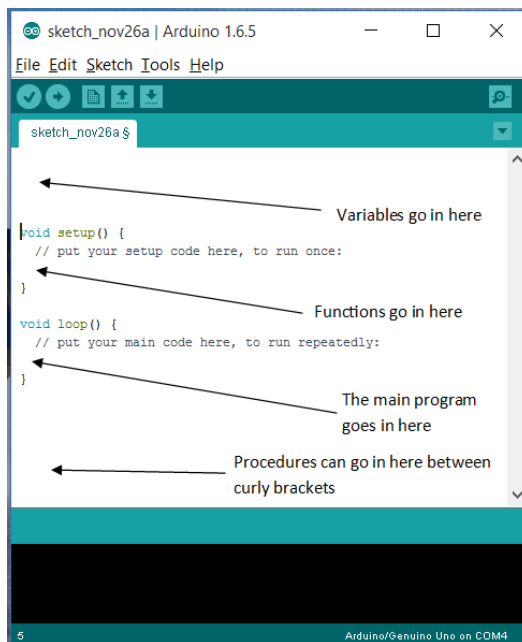 sketch_nov26a | Arduino 1.6.5
File Edit Sketch Tools Help
sketch_nov26a §
Variables go in here
void setup() {
// put your setup code here, to run once:
Functions go in here
}
void loop() {
// put your main code here, to run repeatedly:
}
The main program
goes in here
Procedures can go in here between
curly brackets
5
Arduino/Genuino Uno on COM4